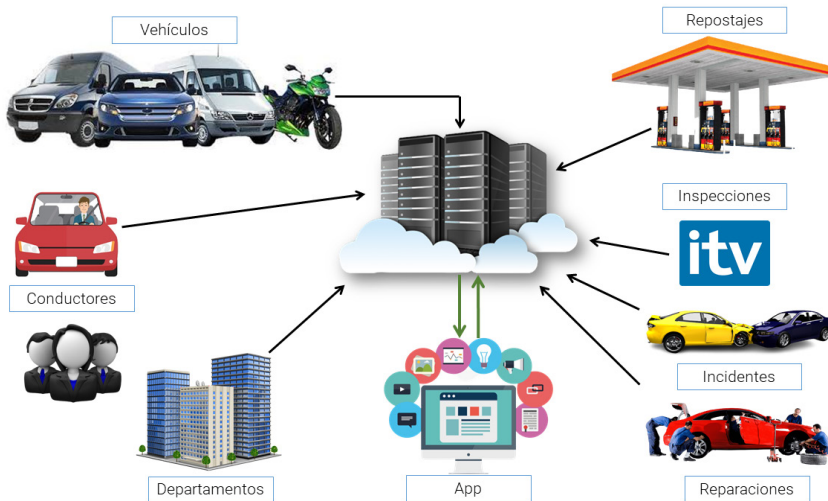 Vehículos
Repostajes
Inspecciones
itv
Conductores
Incidentes
Departamentos
App
Reparaciones